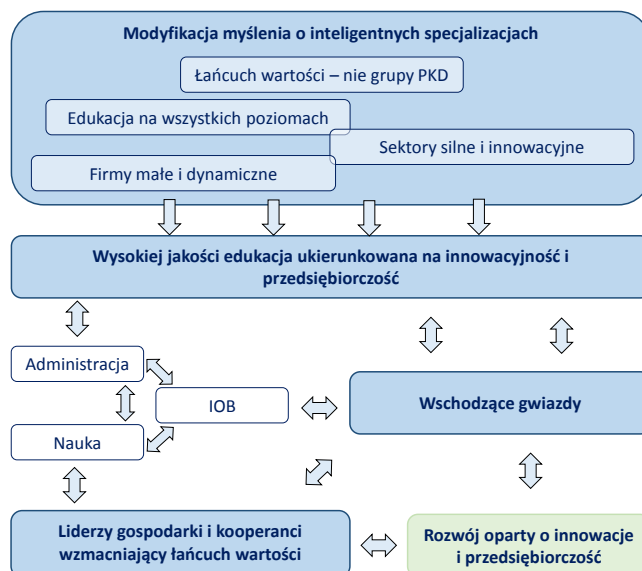 Modyfikacja myślenia o inteligentnych specjalizacjach
Łańcuch wartości – nie grupy PKD
Edukacja na wszystkich poziomach
Sektory silne i innowacyjne
Firmy małe i dynamiczne
Wysokiej jakości edukacja ukierunkowana na innowacyjność i
przedsiębiorczość
Administracja
IOB
Wschodzące gwiazdy
Nauka
Liderzy gospodarki i kooperanci
wzmacniający łańcuch wartości
Rozwój oparty o innowacje
i przedsiębiorczość